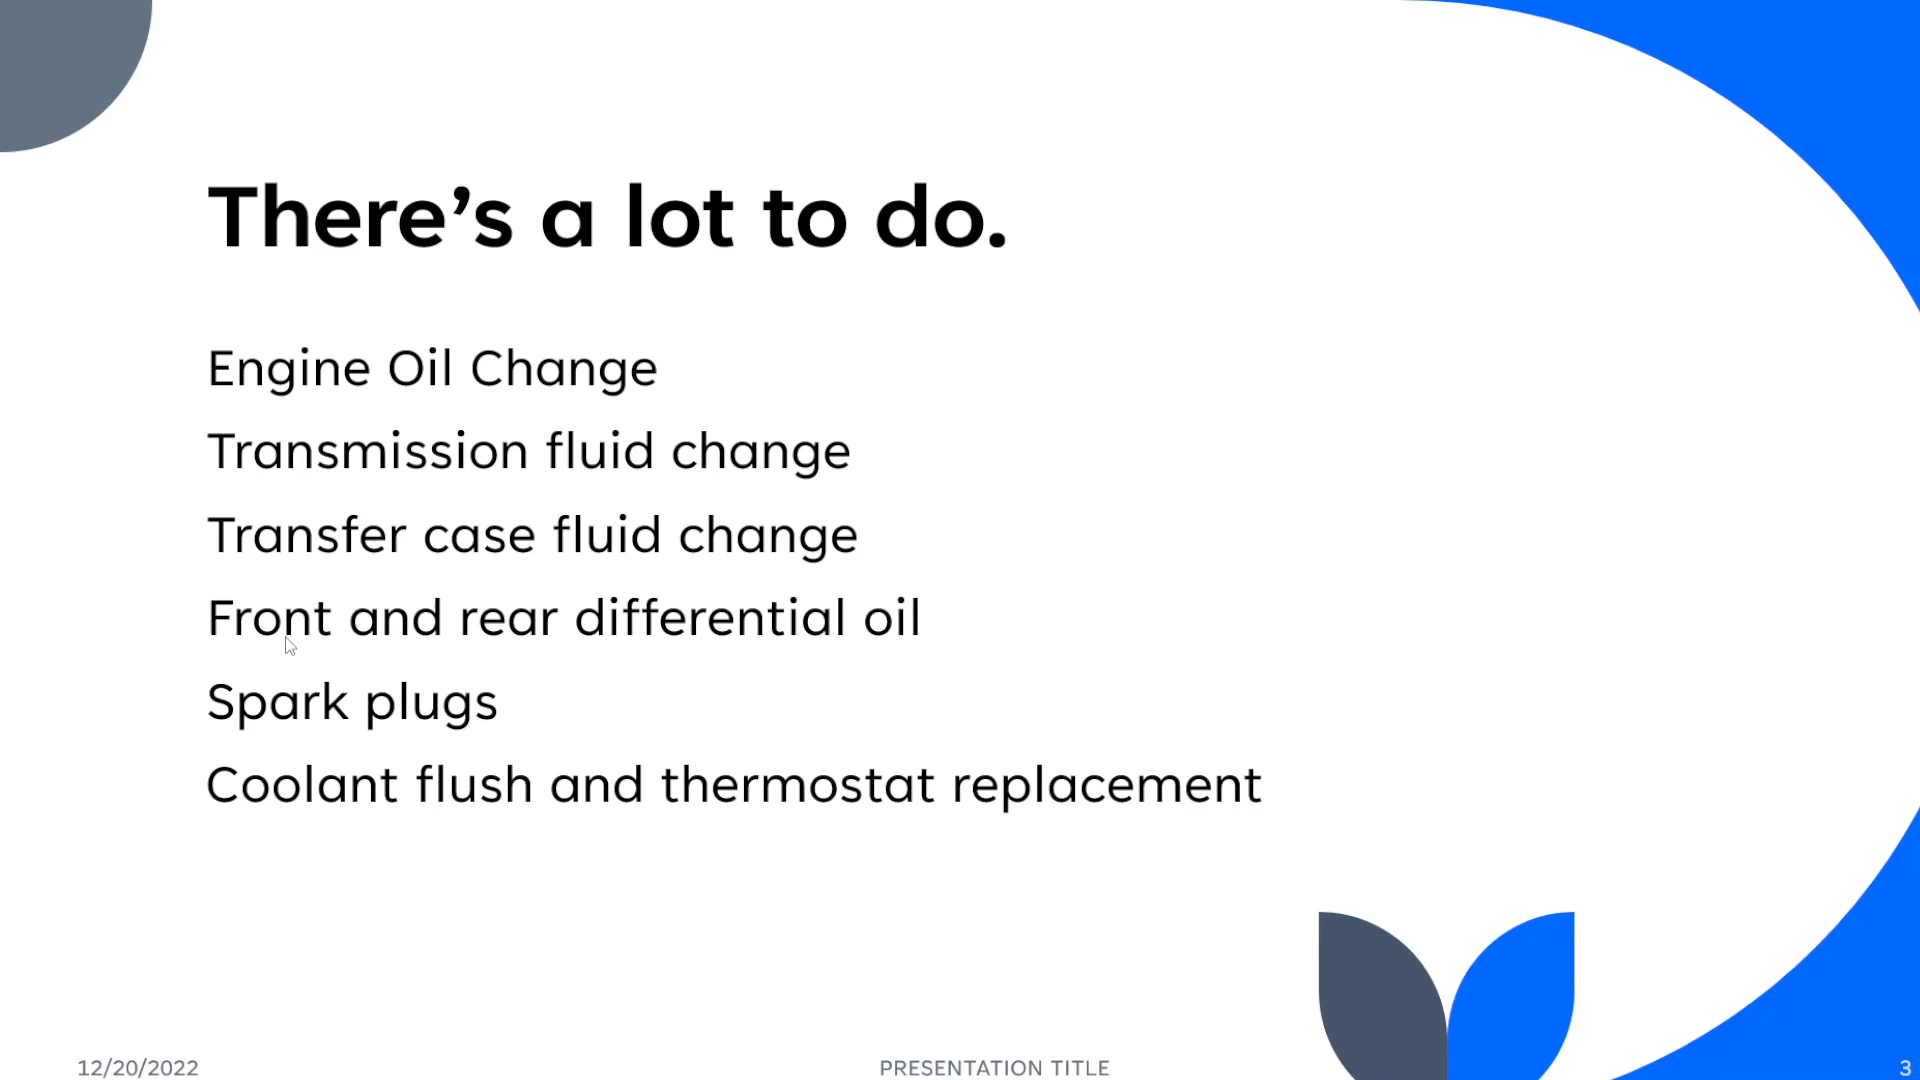 There’s a lot to do.
Engine Oil Change
Transmission fluid change
Transfer case fluid change
Front and rear differential oil
Spark plugs
Coolant flush and thermostat replacement
12/20/2022
PRESENTATION TITLE
3